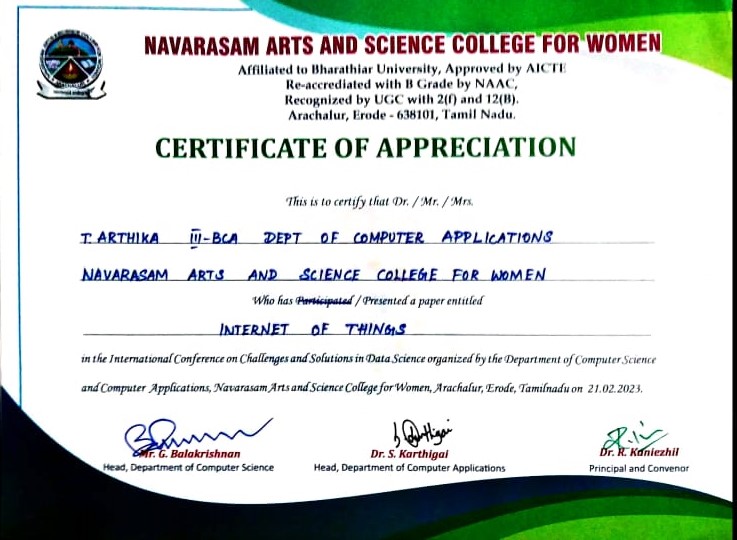 NAVARASAM ARTS AND SCIENCE COLLEGE FOR WOMEN
Affiliated to Bharathiar University, Approved by AICTE
Re-accredited with B Grade by NAAC,
Recognized by UGC with 2(f) and 12(B).
Arachalur, Erode - 638101, Tamil Nadu.
CERTIFICATE OF APPRECIATION
This is to certify that Dr. / Mr. / Mrs.
T. ARTHIKA III-BCA DEPT OF COMPUTER APPLICATIONS
NAVARASAM ARTS AND SCIENCE COLLEGE FOR WOMEN
Who has Participated / Presented a paper entitled
INTERNET OF THINGS
in the International Conference on Challenges and Solutions in Data Science organized by the Department of Computer Science
and Computer Applications, Navarasam Arts and Science College for Women, Arachalur, Erode, Tamilnadu on 21.02.2023.
Mr. G. Balakrishnan
Head, Department of Computer Science
Dr. S. Karthigai
Head, Department of Computer Applications
Dr. R. Kaniezhil
Principal and Convenor